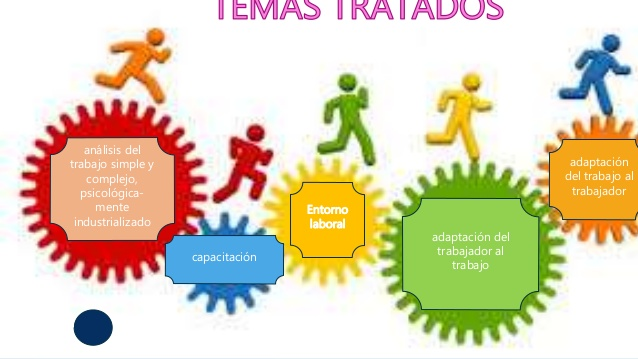 TEMAS TRATADOS
análisis del
trabajo simple y
complejo,
psicológica-
mente
industrializado
capacitación
Entorno
laboral
adaptación del
trabajador al
trabajo
adaptación
del trabajo al
trabajador